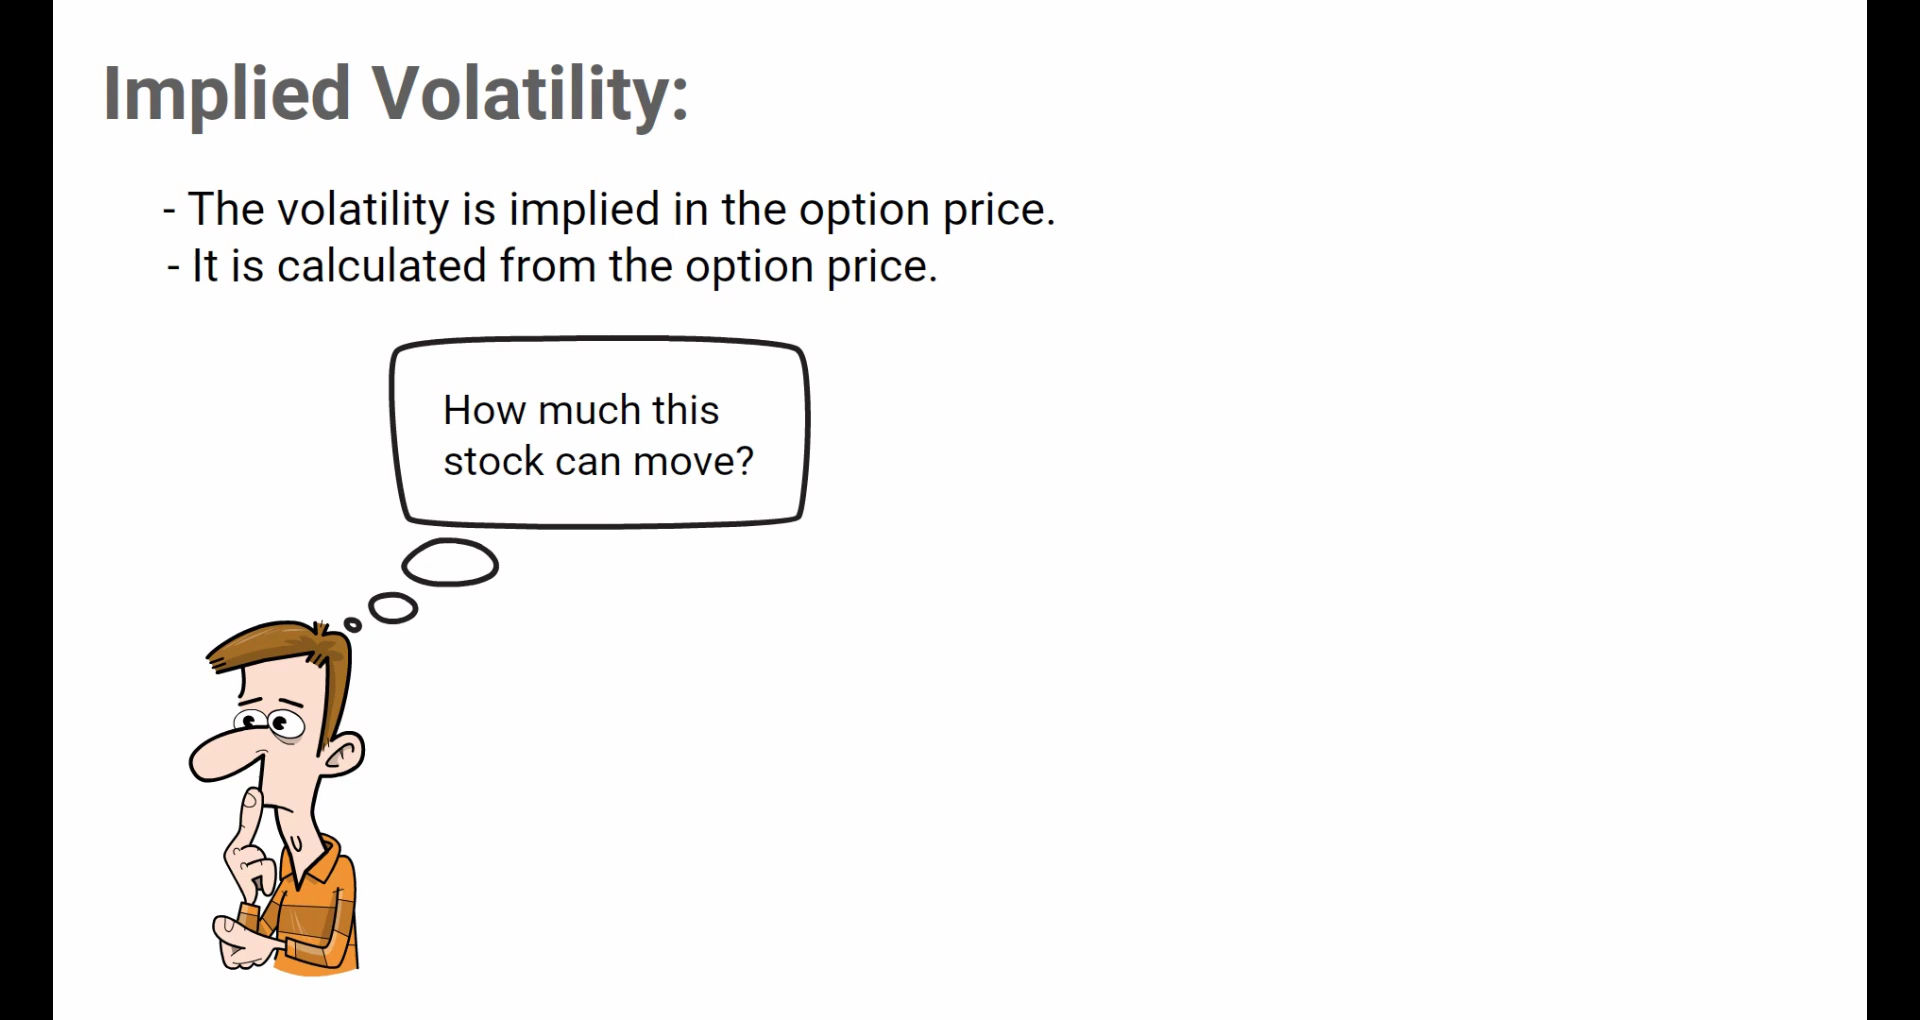 Implied Volatility:
- The volatility is implied in the option price.
- It is calculated from the option price.
How much this
stock can move?